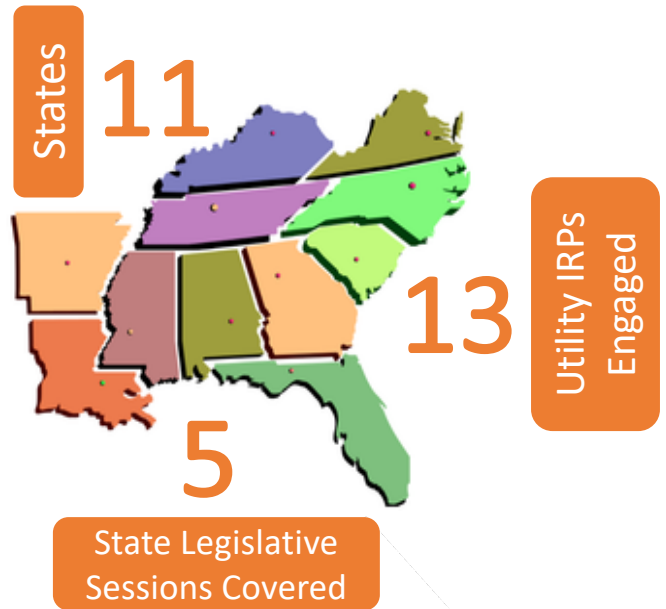 States
11
13
Utility IRPs
Engaged
5
State Legislative
Sessions Covered